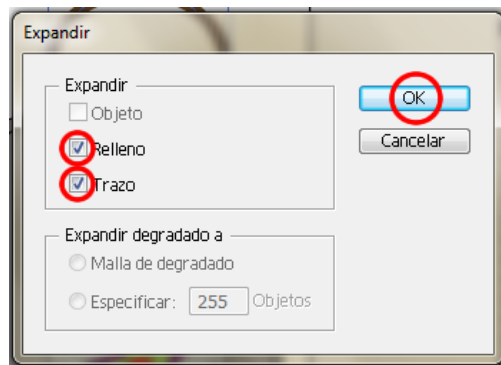 Expandir
Expandir
Objeto
Relleno
Trazo
OK
Cancelar
Expandir degradado a
Malla de degradado
Especificar: 255 Objetos